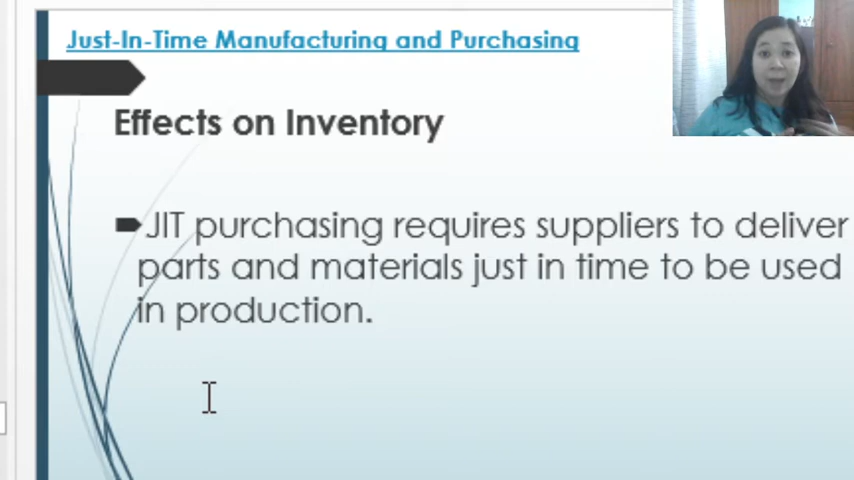 Just-In-Time Manufacturing and Purchasing
Effects on Inventory
JIT purchasing requires suppliers to deliver
parts and materials just in time to be used
in production.